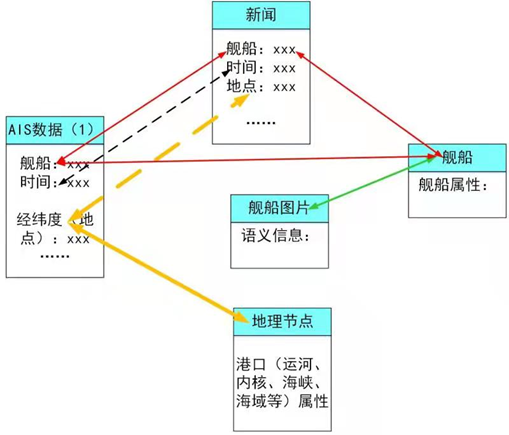 新闻
舰船: xxx
时间: xxx
地点: xxx
……
AIS数据（1）
舰船: xxx
时间: xxx
经纬度（地
点）: xxx
……
舰船
舰船属性:
舰船图片
语义信息:
地理节点
港口（运河、
内核、海峡、
海域等）属性